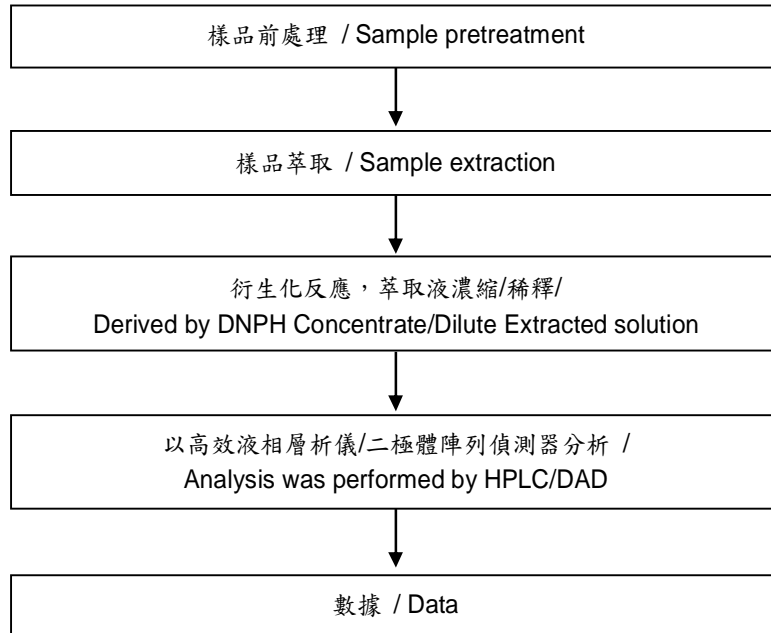 樣品前處理 / Sample pretreatment
樣品萃取 / Sample extraction
衍生化反應，萃取液濃縮/稀釋/
Derived by DNPH Concentrate/Dilute Extracted solution
以高效液相層析儀/二極體陣列偵測器分析 /
Analysis was performed by HPLC/DAD
數據 / Data